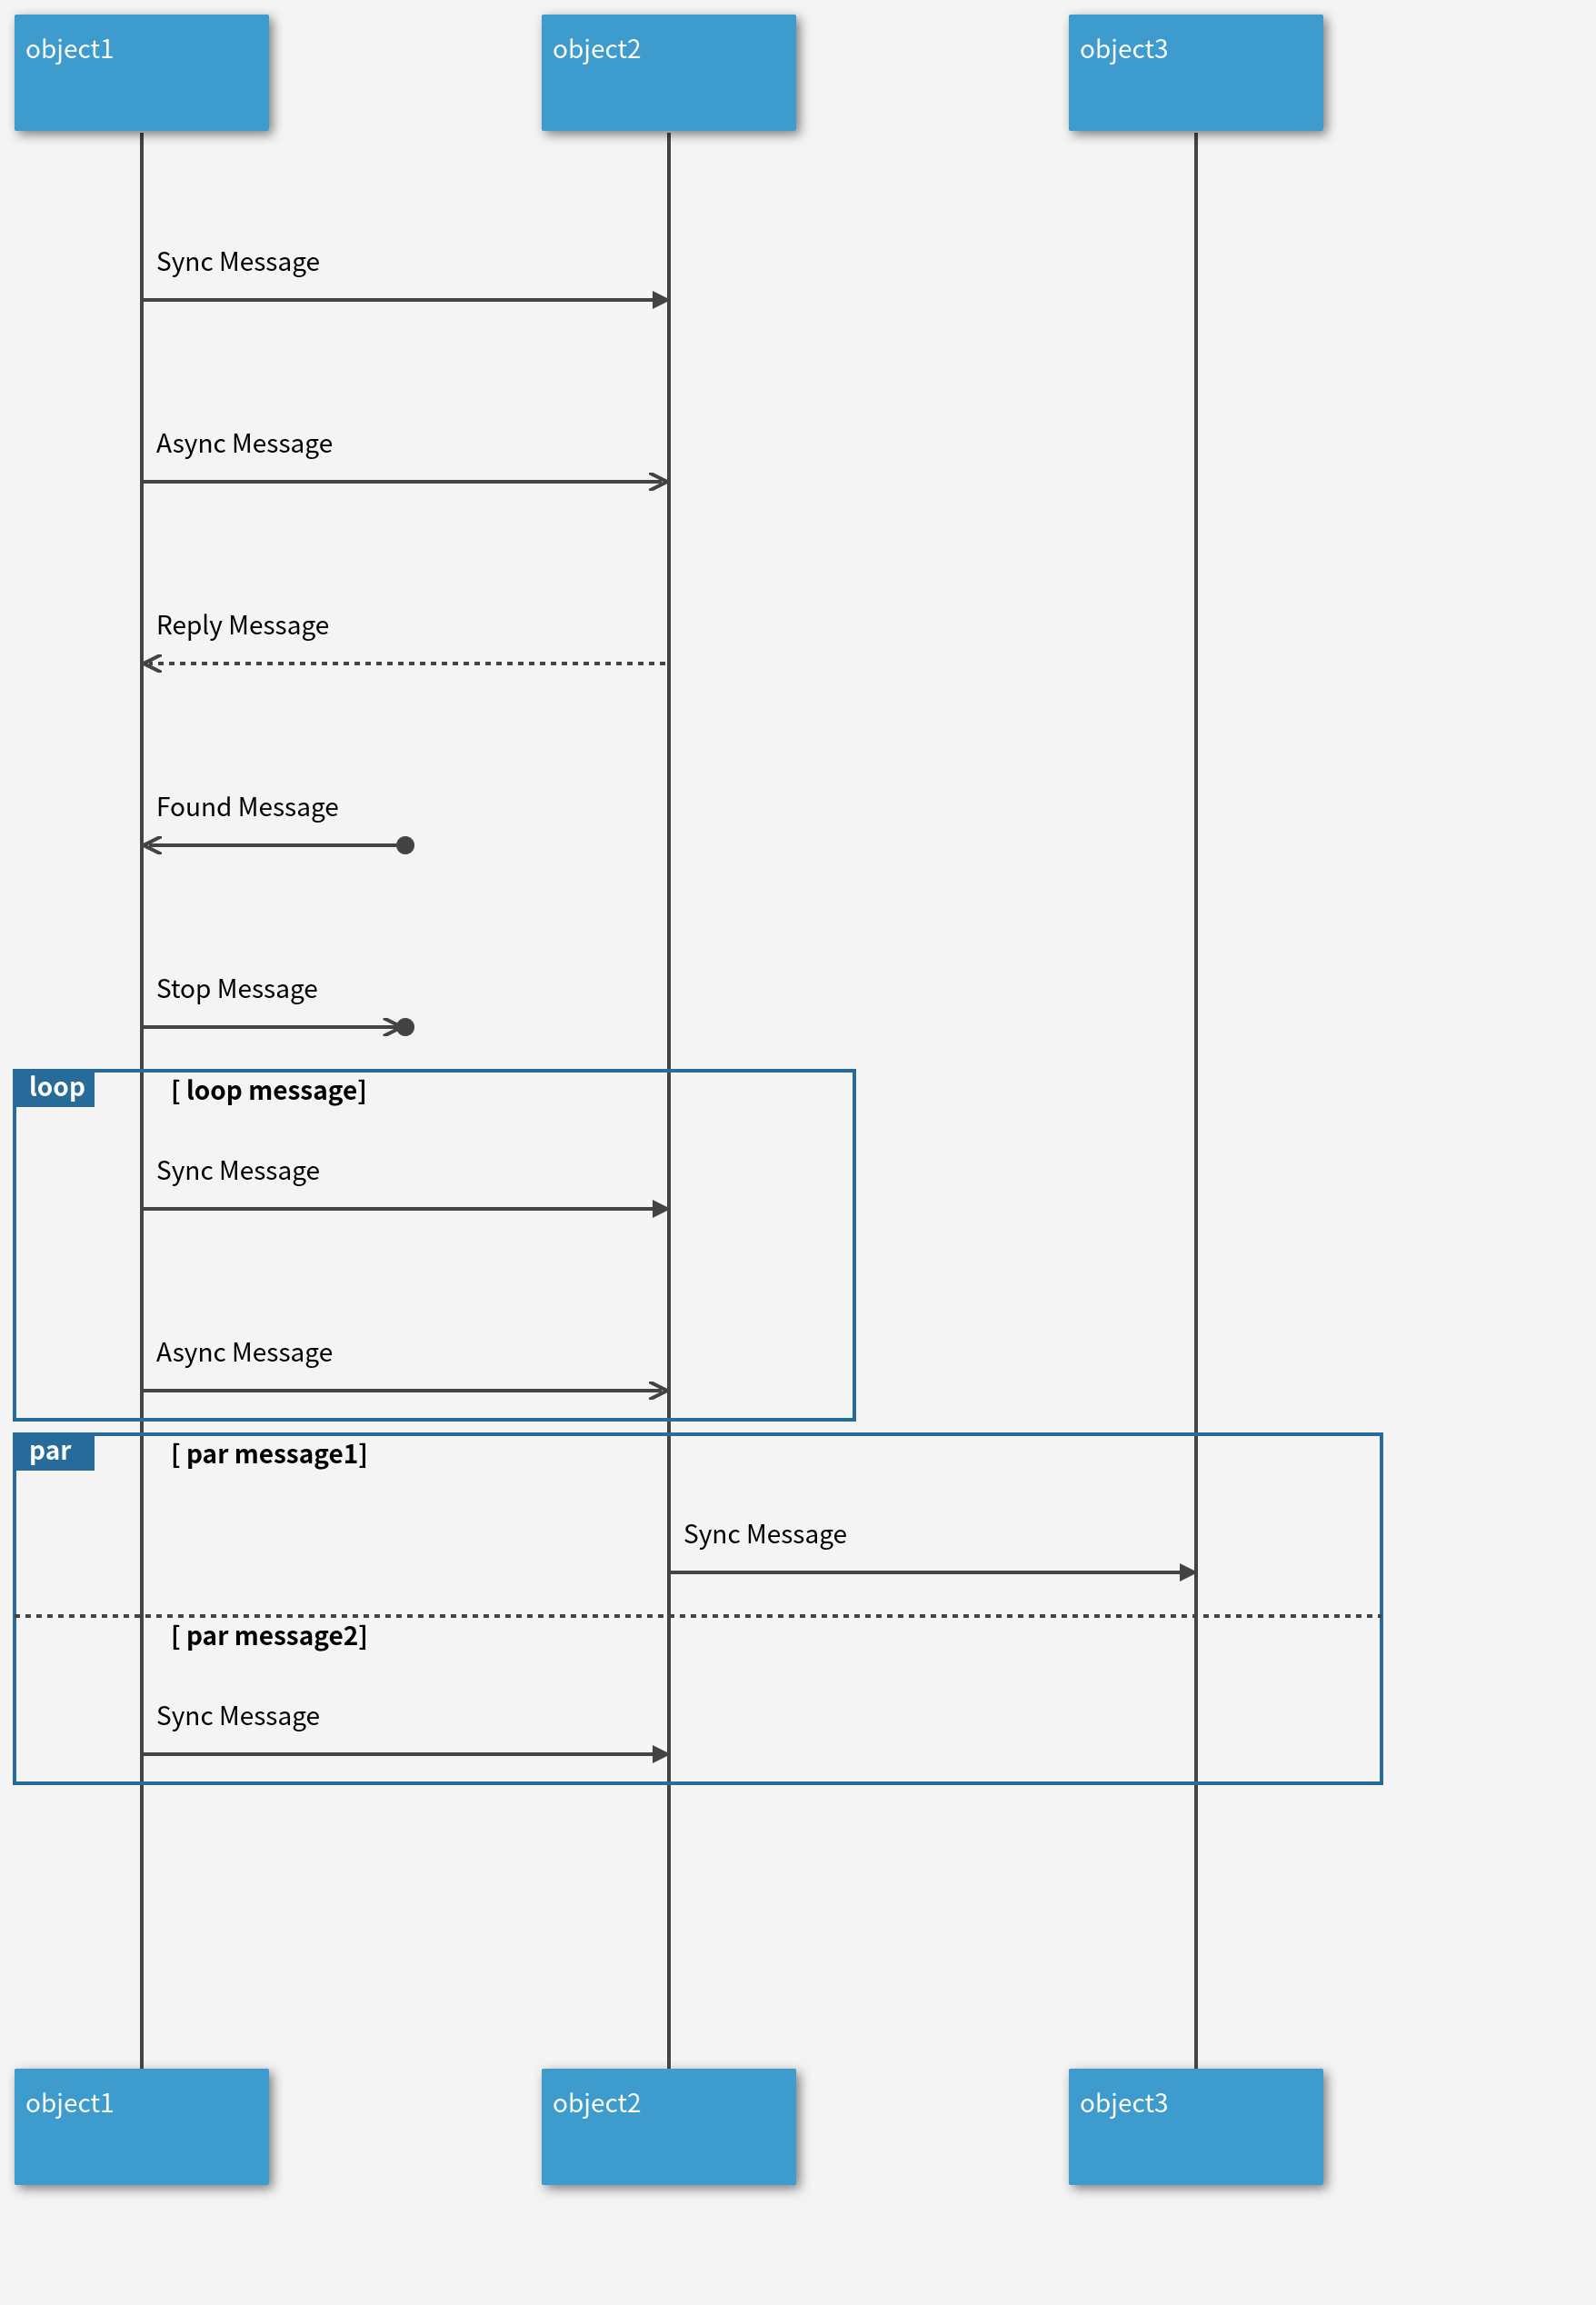 object1
object2
object3
Sync Message
Async Message
Reply Message
Found Message
Stop Message
loop
[ loop message]
Sync Message
Async Message
par
[ par message1]
Sync Message
[ par message2]
Sync Message
object1
object2
object3